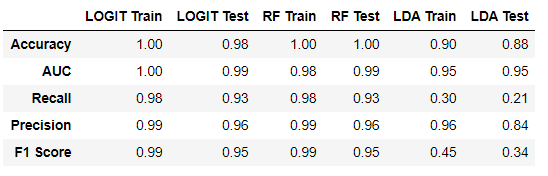 LOGIT Train LOGIT Test RF Train RF Test LDA Train LDA Test
Accuracy 1.00 0.98 1.00 1.00 0.90 0.88
AUC 1.00 0.99 0.98 0.99 0.95 0.95
Recall 0.98 0.93 0.98 0.93 0.30 0.21
Precision 0.99 0.96 0.99 0.96 0.96 0.84
F1 Score 0.99 0.95 0.99 0.95 0.45 0.34